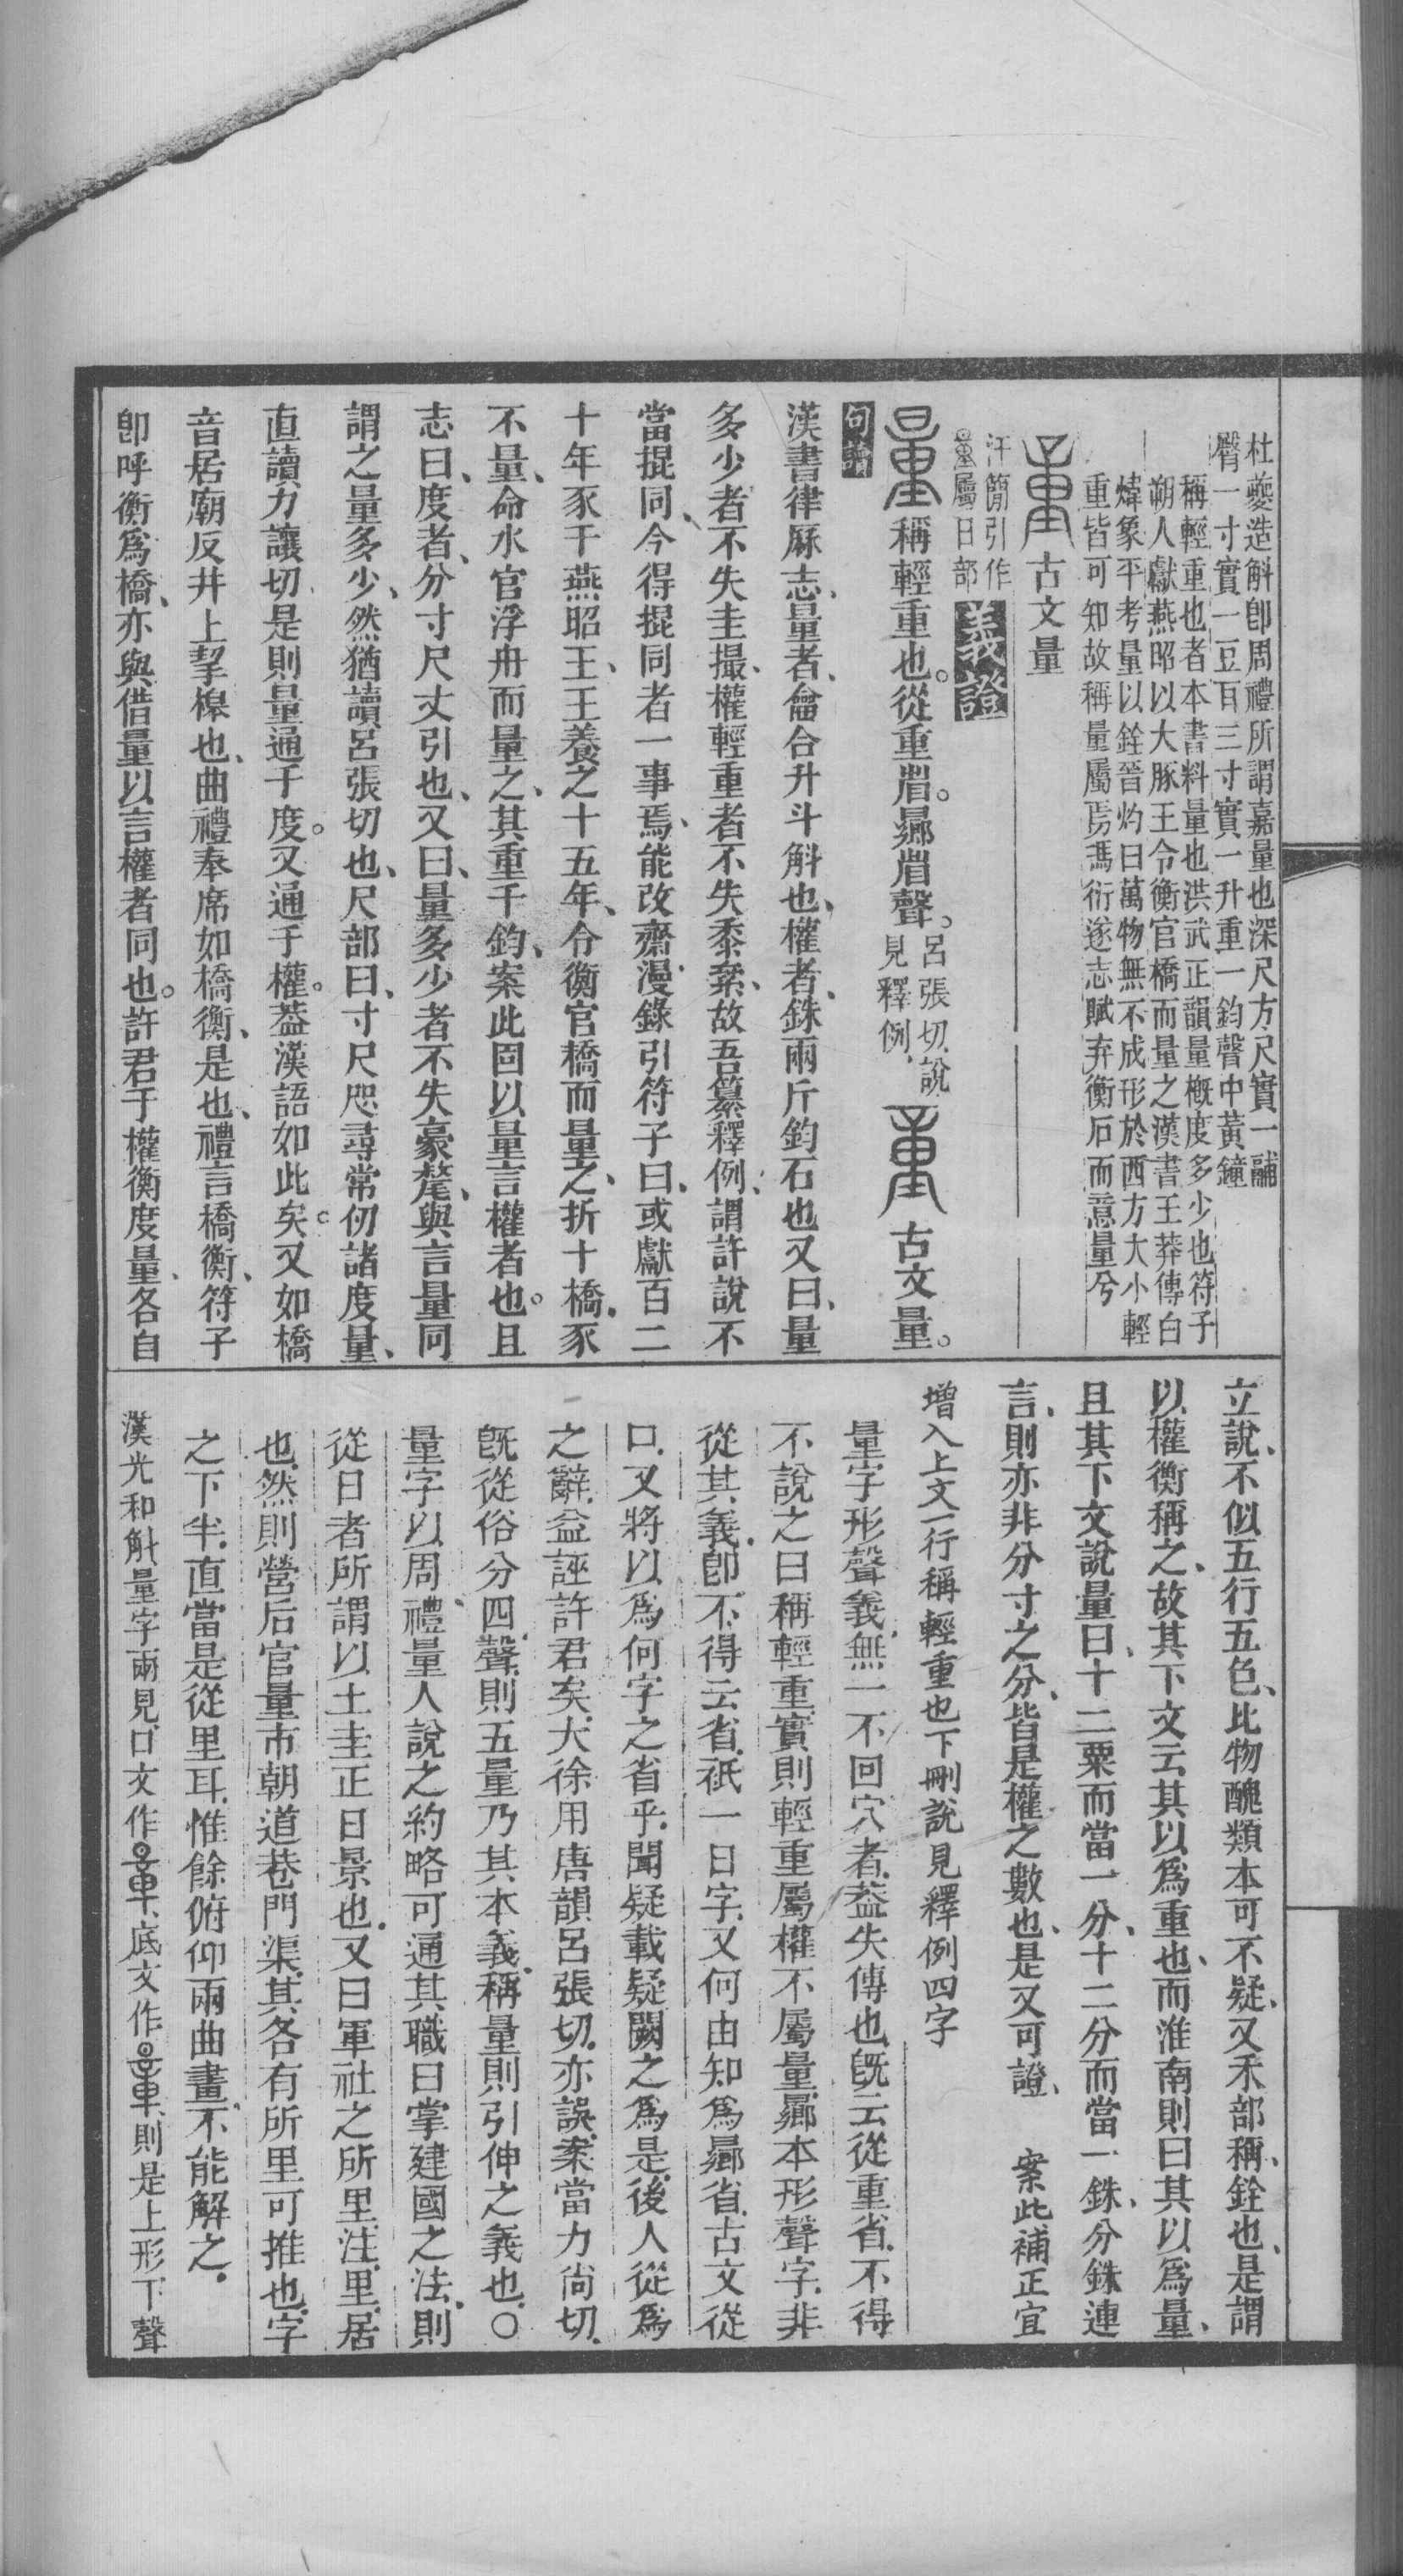 杜夔造斛卽周禮所謂嘉量也深尺方尺實一鬴
臀一寸實一豆耳三寸實一升重一鈞聲中黃鐘
稱輕重也者本書料量也洪武正韻量槪度多少也符子
朔人獻燕昭以大豚王令衡官橋而量之漢書王莽傳白
煒象平考量以銓晉灼曰萬物無不成形於西方大小輕
重皆可知故稱量屬焉馮衍遂志賦弃衡石而意量兮
古文量
汗簡引作
量屬日部
義證
量稱輕重也。從重省。曏省聲。
呂張切、說
見釋例、
古文量。
句讀
漢書律厤志、量者、龠合升斗斛也、權者、銖兩斤鈞石也又曰、量
多少者、不失圭撮、權輕重者不失黍絫、故吾纂釋例、謂許說不
當掍同、今得掍同者一事焉、能改齋漫錄引符子曰、或獻百二
十年豕于燕昭王、王養之十五年、令衡官橋而量之、折十橋、豕
不量、命水官浮舟而量之、其重千鈞、案此固以量言權者也。且
志曰、度者、分寸尺丈引也、又曰、量多少者不失豪氂、與言量同
謂之量多少、然猶讀呂張切也、尺部曰、寸尺咫尋常仞諸度量、
直讀力讓切、是則量通于度。又通于權。葢漢語如此矣。又如橋
音居廟反井上挈槹也、曲禮奉席如橋衡、是也、禮言橋衡、符子
卽呼衡爲橋、亦與借量以言權者同也。許君于權衡度量、各自
立說、不似五行五色、比物醜類本可不疑、又禾部稱、銓也、是謂
以權衡稱之、故其下文云其以爲重也、而淮南則曰其以爲量、
且其下文說量曰、十二粟而當一分、十二分而當一銖、分銖連
言、則亦非分寸之分、皆是權之數也、是又可證、　案此補正宜
增入上文一行稱輕重也下刪說見釋例四字
量字形聲義、無一不回穴者、葢失傳也、旣云從重省、不得
不說之曰稱輕重、實則輕重屬權不屬量、曏本形聲字、非
從其義、卽不得云省、祇一日字、又何由知爲曏省、古文從
口、又將以爲何字之省乎、聞疑載疑闕之爲是、後人從爲
之辭、益誣許君矣、大徐用唐韻呂張切、亦誤、案當力尙切、
旣從俗分四聲、則五量乃其本義、稱量則引伸之義也、○
量字以周禮、量人說之約略可通其職曰掌建國之法、則
從日者所謂以土圭正日景也、又曰軍社之所里、注、里、居
也、然則營后官量市朝道巷門渠、其各有所里可推也、字
之下半、直當是從里耳、惟餘俯仰兩曲畫、不能解之、
漢光和斛、量字兩見、口文作、底文作、則是上形下聲